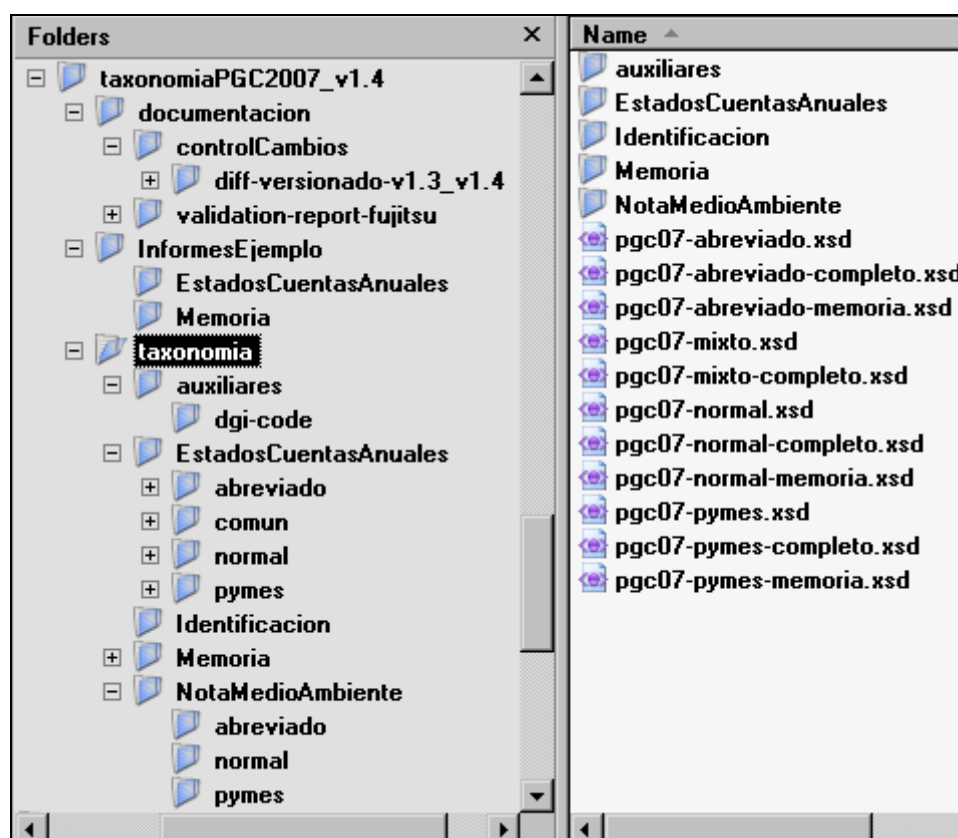 Folders
taxonomiaPGC2007_v1.4
documentacion
controlCambios
diff-versionado-v1.3_v1.4
validation-report-fujitsu
InformesEjemplo
EstadosCuentasAnuales
Memoria
taxonomia
auxiliares
dgi-code
EstadosCuentasAnuales
abreviado
comun
normal
pymes
Identificacion
Memoria
NotaMedioAmbiente
abreviado
normal
pymes
Name
auxiliares
EstadosCuentasAnuales
Identificacion
Memoria
NotaMedioAmbiente
pgc07-abreviado.xsd
pgc07-abreviado-completo.xsd
pgc07-abreviado-memoria.xsd
pgc07-mixto.xsd
pgc07-mixto-completo.xsd
pgc07-normal.xsd
pgc07-normal-completo.xsd
pgc07-normal-memoria.xsd
pgc07-pymes.xsd
pgc07-pymes-completo.xsd
pgc07-pymes-memoria.xsd